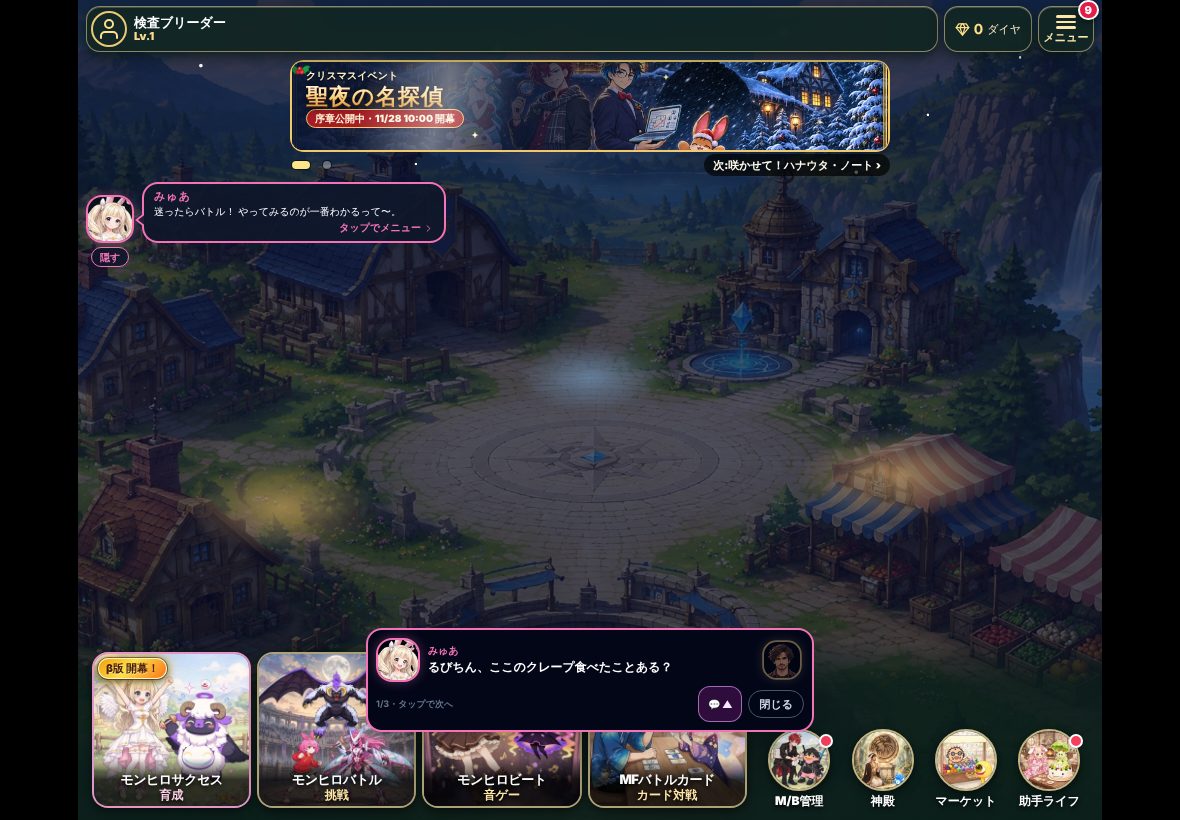 検査ブリーダー
Lv.1
0 ダイヤ
9
メニュー
クリスマスイベント
聖夜の名探偵
序章公開中・11/28 10:00 開幕
次:咲かせて！ハナウタ・ノート ›
みゅあ
迷ったらバトル！ やってみるのが一番わかるって〜。
タップでメニュー ›
隠す
みゅあ
るびちん、ここのクレープ食べたことある？
1/3・タップで次へ
💬▲
閉じる
β版 開幕！
モンヒロサクセス
育成
モンヒロバトル
挑戦
モンヒロビート
音ゲー
MFバトルカード
カード対戦
M/B管理
神殿
マーケット
助手ライフ